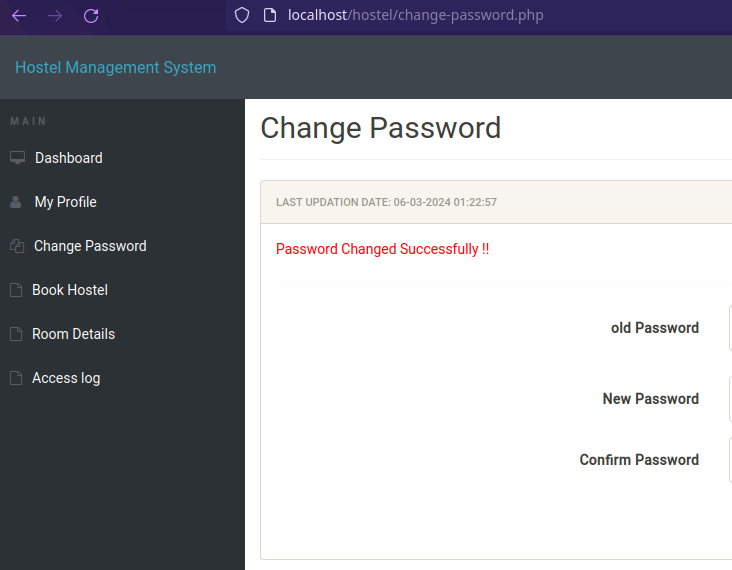 localhost/hostel/change-password.php
Hostel Management System
MAIN
Dashboard
My Profile
Change Password
Book Hostel
Room Details
Access log
Change Password
LAST UPDATION DATE: 06-03-2024 01:22:57
Password Changed Successfully !!
old Password
New Password
Confirm Password